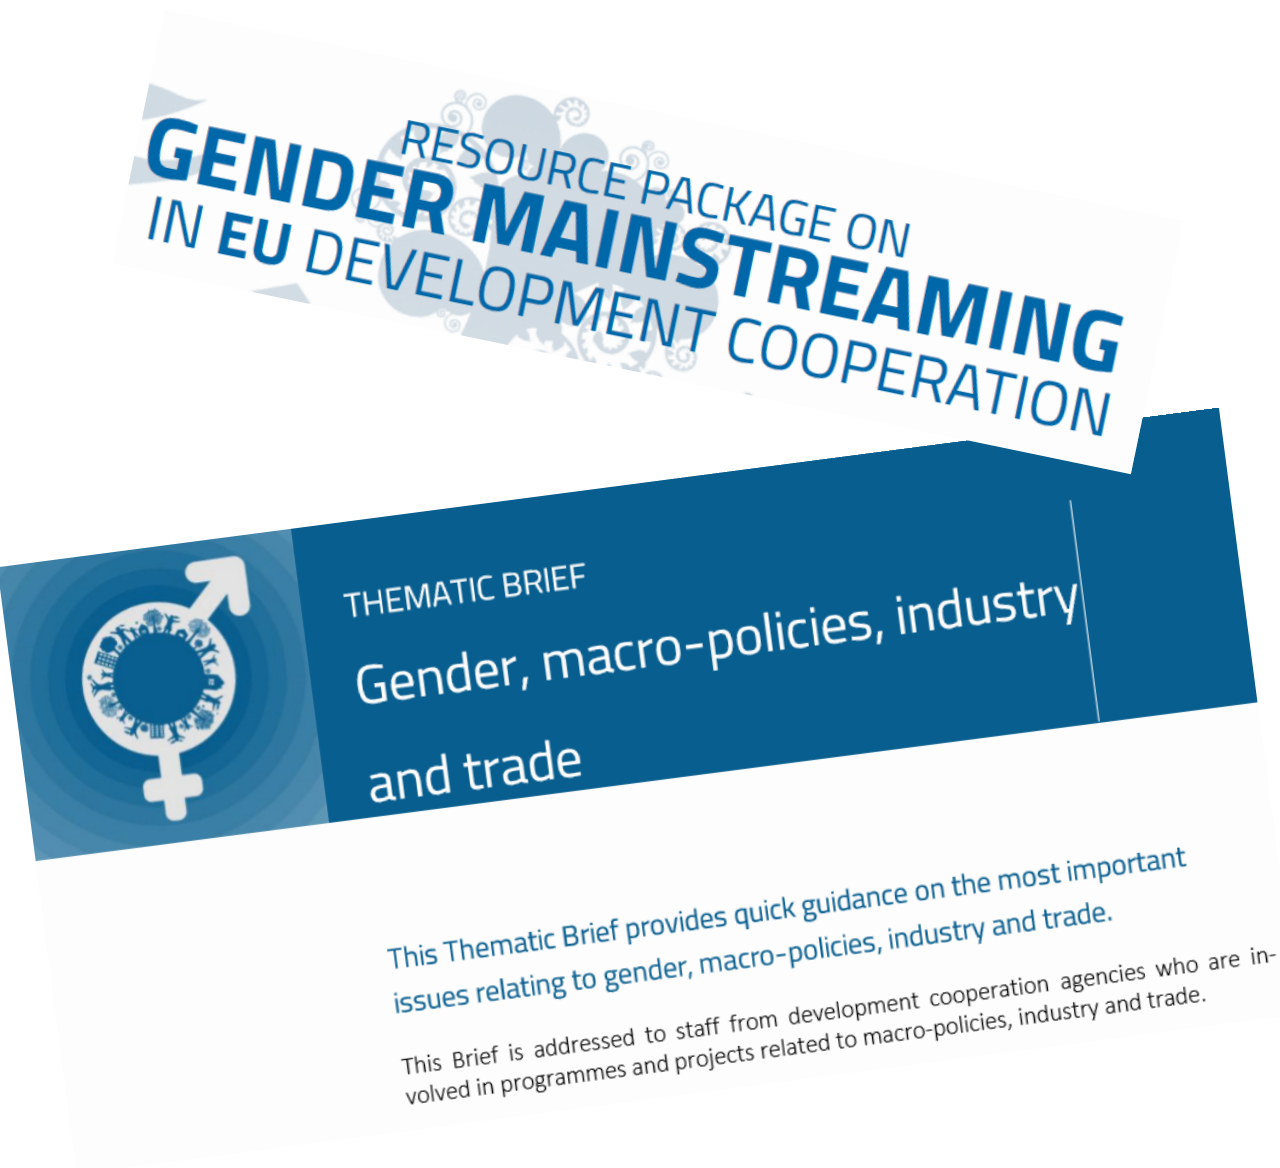 RESOURCE PACKAGE ON
GENDER MAINSTREAMING
IN EU DEVELOPMENT COOPERATION
THEMATIC BRIEF
Gender, macro-policies, industry
and trade
This Thematic Brief provides quick guidance on the most important
issues relating to gender, macro-policies, industry and trade.
This Brief is addressed to staff from development cooperation agencies who are in-
volved in programmes and projects related to macro-policies, industry and trade.